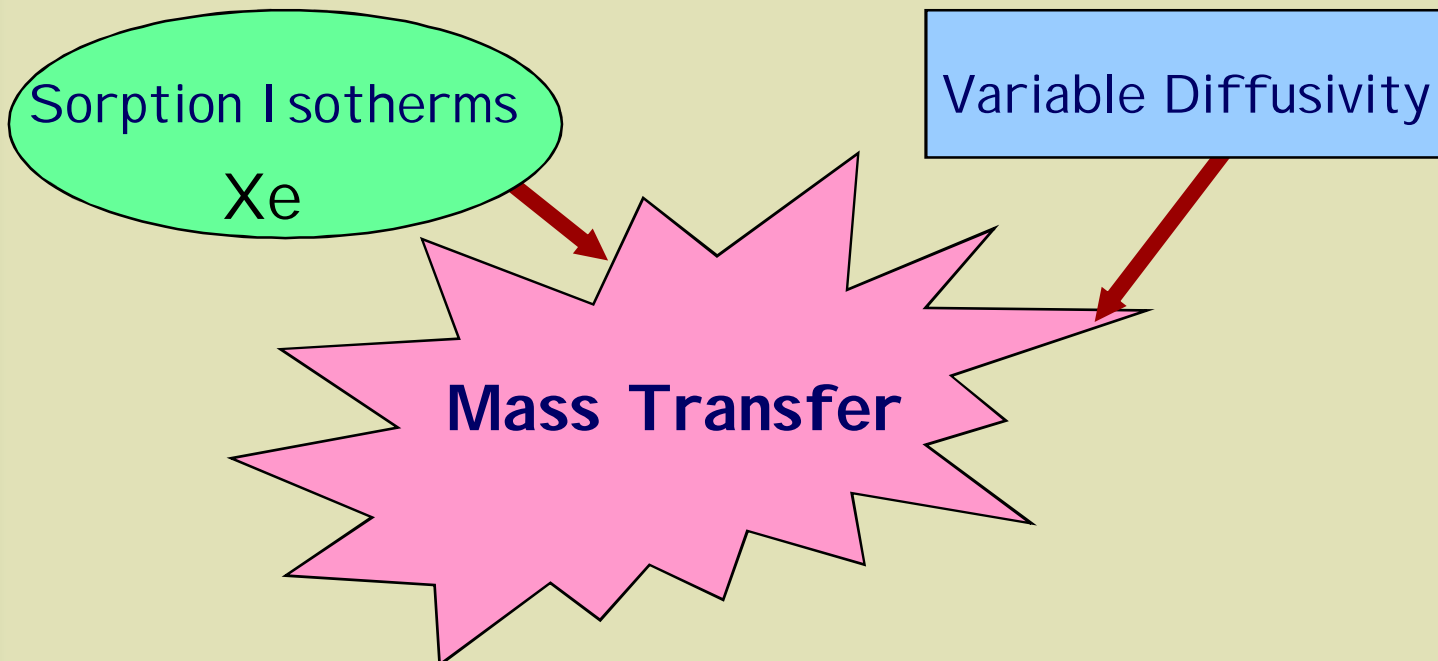 Sorption Isotherms
Xe
Variable Diffusivity
Mass Transfer